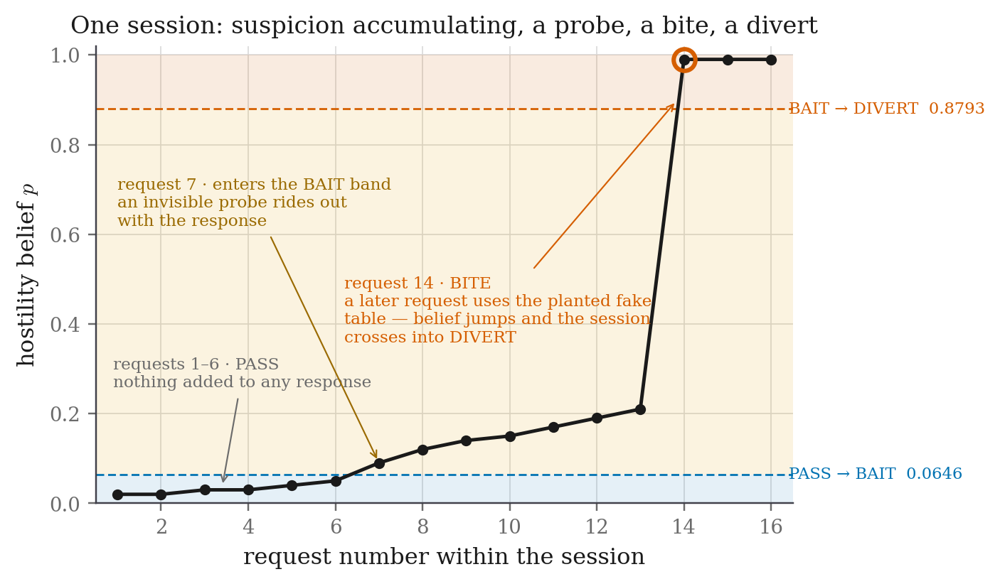 One session: suspicion accumulating, a probe, a bite, a divert
1.0
0.8
0.6
0.4
0.2
0.0
hostility belief p
BAIT → DIVERT 0.8793
request 7 · enters the BAIT band
an invisible probe rides out
with the response
request 14 · BITE
a later request uses the planted fake
table — belief jumps and the session
crosses into DIVERT
requests 1–6 · PASS
nothing added to any response
PASS → BAIT 0.0646
2 4 6 8 10 12 14 16
request number within the session